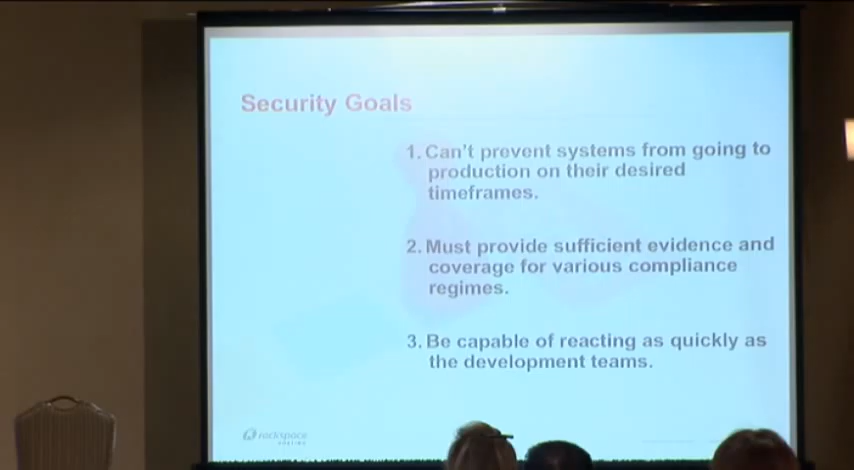 Security Goals
1. Can't prevent systems from going to
production on their desired
timeframes.
2. Must provide sufficient evidence and
coverage for various compliance
regimes.
3. Be capable of reacting as quickly as
the development teams.
rackspace
HOSTING